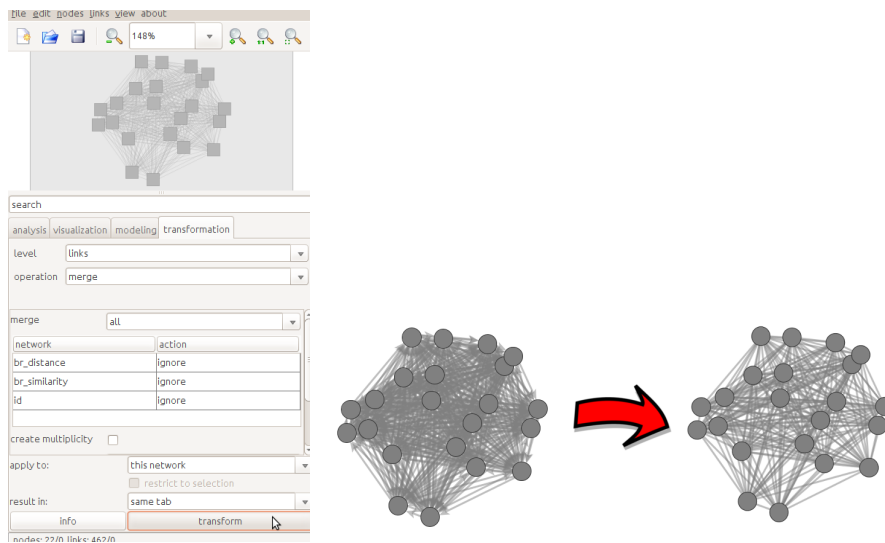 file edit nodes links view about
148%
search
analysis visualization modeling transformation
level links
operation merge
merge all
network action
br_distance ignore
br_similarity ignore
id ignore
create multiplicity
apply to: this network
restrict to selection
result in: same tab
info transform
nodes: 22/0 links: 462/0